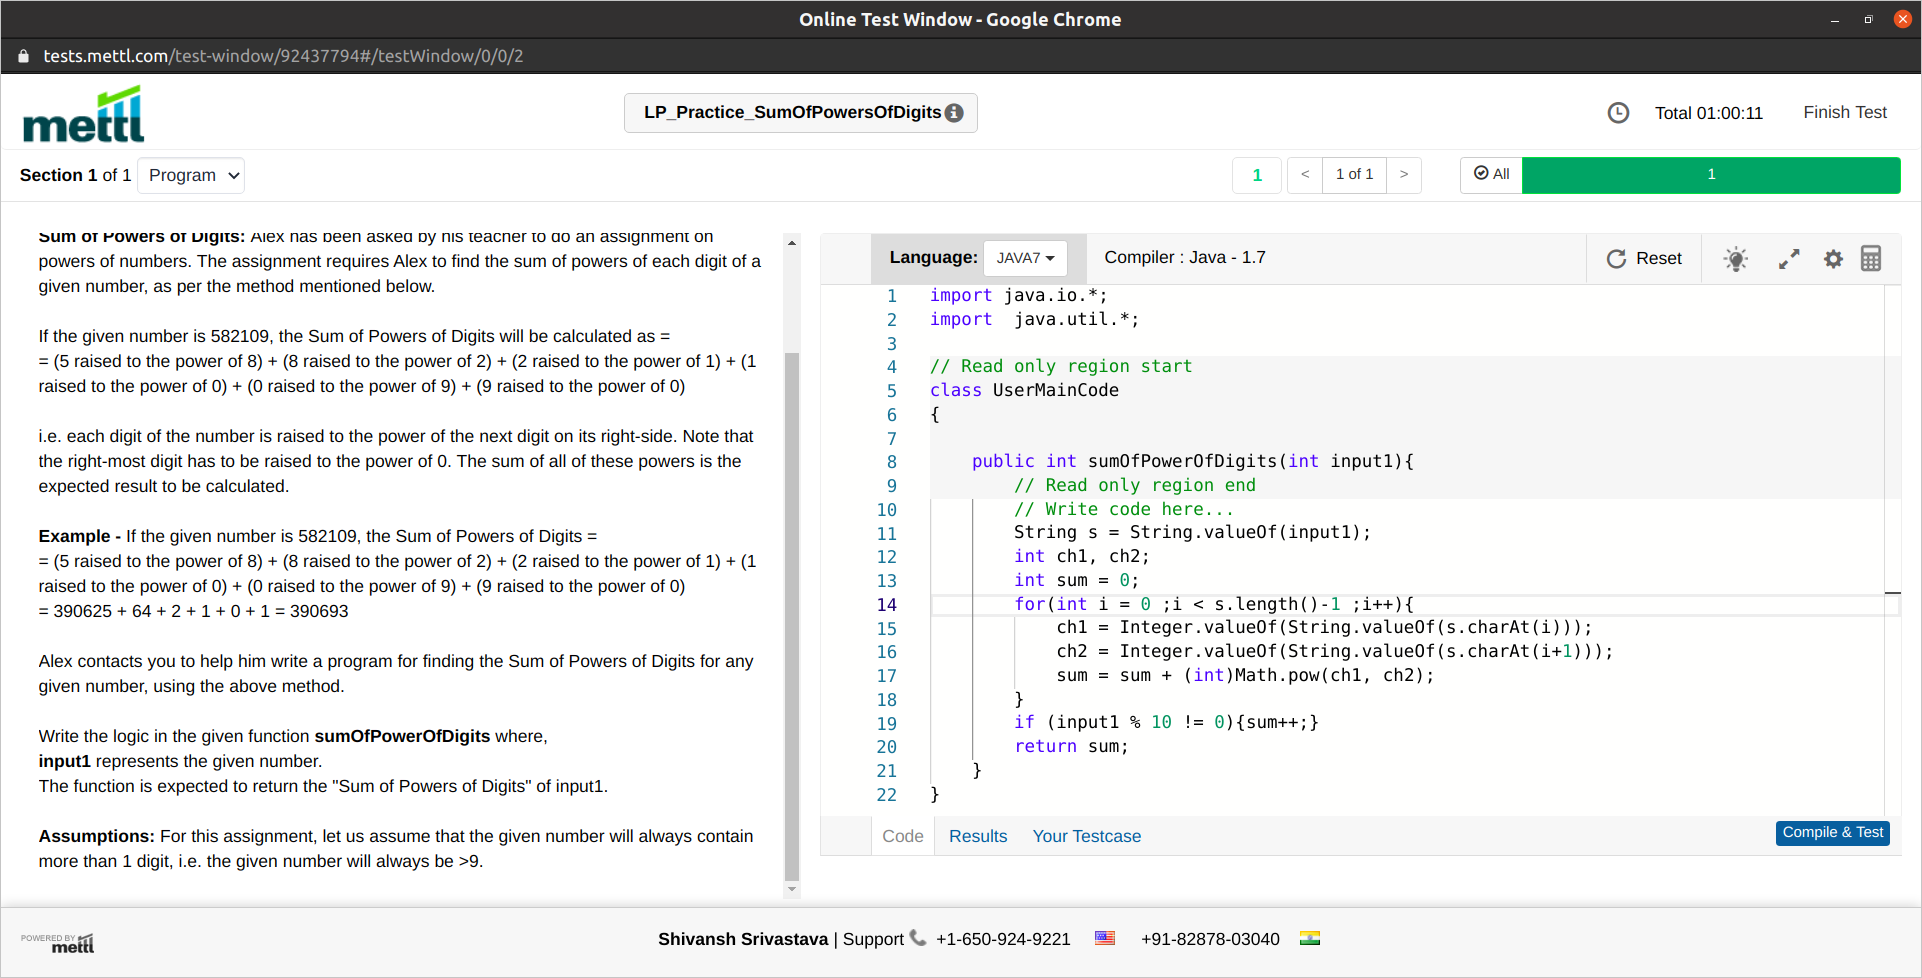 Online Test Window - Google Chrome
tests.mettl.com/test-window/92437794#/testWindow/0/0/2
mettl
LP_Practice_SumOfPowersOfDigits
Total 01:00:11
Finish Test
Section 1 of 1
Program
1
<
1 of 1
>
All
1
Sum of Powers of Digits: Alex has been asked by his teacher to do an assignment on
powers of numbers. The assignment requires Alex to find the sum of powers of each digit of a
given number, as per the method mentioned below.
If the given number is 582109, the Sum of Powers of Digits will be calculated as =
= (5 raised to the power of 8) + (8 raised to the power of 2) + (2 raised to the power of 1) + (1
raised to the power of 0) + (0 raised to the power of 9) + (9 raised to the power of 0)
i.e. each digit of the number is raised to the power of the next digit on its right-side. Note that
the right-most digit has to be raised to the power of 0. The sum of all of these powers is the
expected result to be calculated.
Example - If the given number is 582109, the Sum of Powers of Digits =
= (5 raised to the power of 8) + (8 raised to the power of 2) + (2 raised to the power of 1) + (1
raised to the power of 0) + (0 raised to the power of 9) + (9 raised to the power of 0)
= 390625 + 64 + 2 + 1 + 0 + 1 = 390693
Alex contacts you to help him write a program for finding the Sum of Powers of Digits for any
given number, using the above method.
Write the logic in the given function sumOfPowerOfDigits where,
input1 represents the given number.
The function is expected to return the "Sum of Powers of Digits" of input1.
Assumptions: For this assignment, let us assume that the given number will always contain
more than 1 digit, i.e. the given number will always be >9.
Language: JAVA7
Compiler : Java - 1.7
Reset
1 import java.io.*;
2 import  java.util.*;
3
4 // Read only region start
5 class UserMainCode
6 {
7
8     public int sumOfPowerOfDigits(int input1){
9         // Read only region end
10         // Write code here...
11         String s = String.valueOf(input1);
12         int ch1, ch2;
13         int sum = 0;
14         for(int i = 0 ;i < s.length()-1 ;i++){
15             ch1 = Integer.valueOf(String.valueOf(s.charAt(i)));
16             ch2 = Integer.valueOf(String.valueOf(s.charAt(i+1)));
17             sum = sum + (int)Math.pow(ch1, ch2);
18         }
19         if (input1 % 10 != 0){sum++;}
20         return sum;
21     }
22 }
Code
Results
Your Testcase
Compile & Test
POWERED BY
mettl
Shivansh Srivastava | Support +1-650-924-9221
+91-82878-03040